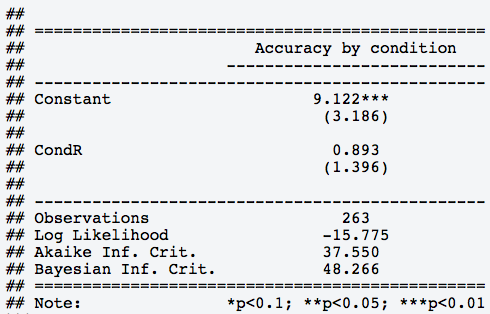 ##
## ================================================
##                        Accuracy by condition
##                     ---------------------------
## ------------------------------------------------
## Constant                     9.122***
##                               (3.186)
##
## CondR                          0.893
##                               (1.396)
##
## ------------------------------------------------
## Observations                    263
## Log Likelihood                -15.775
## Akaike Inf. Crit.             37.550
## Bayesian Inf. Crit.           48.266
## ================================================
## Note:               *p<0.1; **p<0.05; ***p<0.01